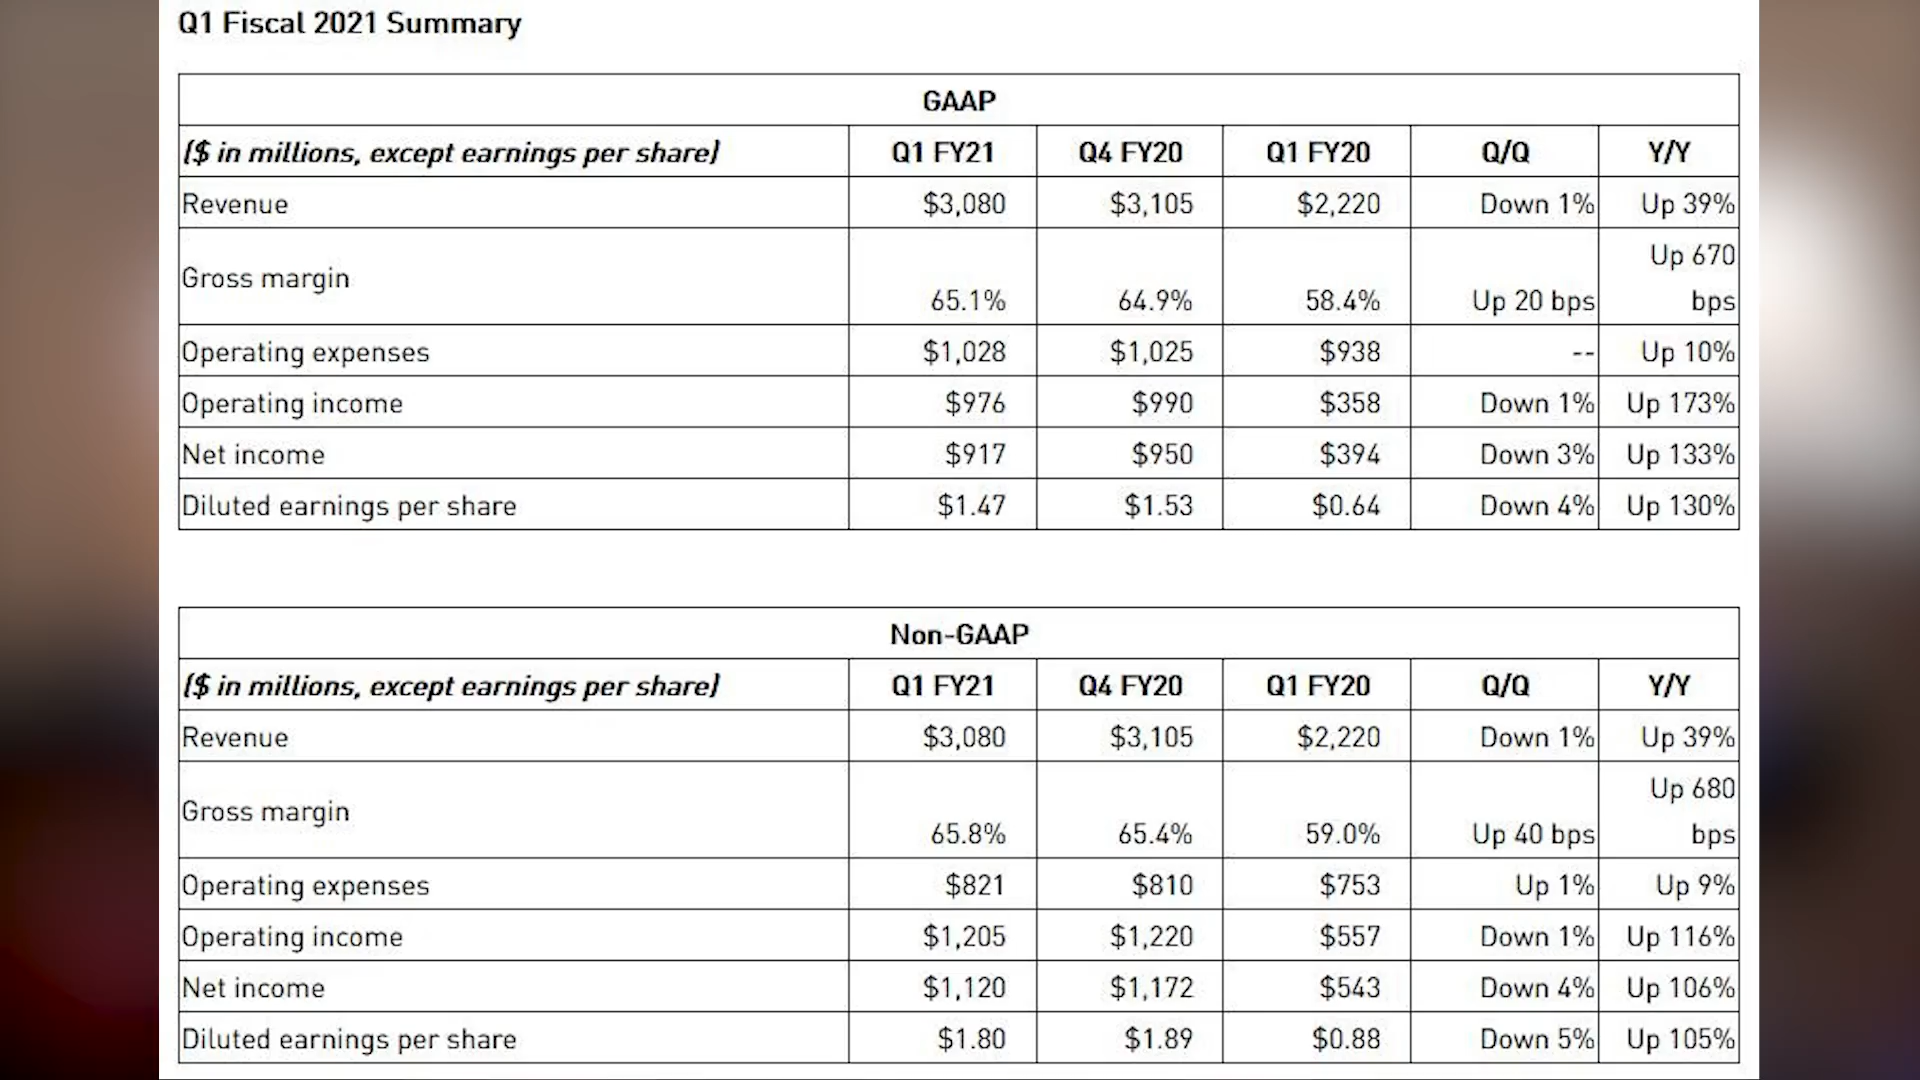 Q1 Fiscal 2021 Summary
GAAP
($ in millions, except earnings per share) Q1 FY21 Q4 FY20 Q1 FY20 Q/Q Y/Y
Revenue $3,080 $3,105 $2,220 Down 1% Up 39%
Gross margin 65.1% 64.9% 58.4% Up 20 bps Up 670 bps
Operating expenses $1,028 $1,025 $938 -- Up 10%
Operating income $976 $990 $358 Down 1% Up 173%
Net income $917 $950 $394 Down 3% Up 133%
Diluted earnings per share $1.47 $1.53 $0.64 Down 4% Up 130%
Non-GAAP
($ in millions, except earnings per share) Q1 FY21 Q4 FY20 Q1 FY20 Q/Q Y/Y
Revenue $3,080 $3,105 $2,220 Down 1% Up 39%
Gross margin 65.8% 65.4% 59.0% Up 40 bps Up 680 bps
Operating expenses $821 $810 $753 Up 1% Up 9%
Operating income $1,205 $1,220 $557 Down 1% Up 116%
Net income $1,120 $1,172 $543 Down 4% Up 106%
Diluted earnings per share $1.80 $1.89 $0.88 Down 5% Up 105%